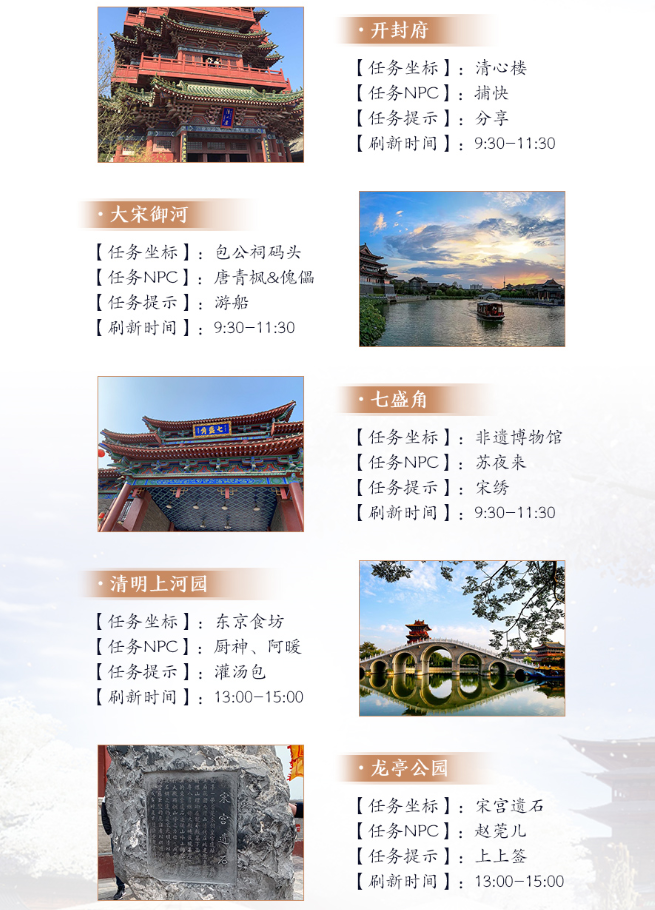 ·开封府
【任务坐标】：清心楼
【任务NPC】：捕快
【任务提示】：分享
【刷新时间】：9:30-11:30
·大宋御河
【任务坐标】：包公祠码头
【任务NPC】：唐青枫&傀儡
【任务提示】：游船
【刷新时间】：9:30-11:30
七盛角
·七盛角
【任务坐标】：非遗博物馆
【任务NPC】：苏夜来
【任务提示】：宋绣
【刷新时间】：9:30-11:30
·清明上河园
【任务坐标】：东京食坊
【任务NPC】：厨神、阿暖
【任务提示】：灌汤包
【刷新时间】：13:00-15:00
宋宫遗石
·龙亭公园
【任务坐标】：宋宫遗石
【任务NPC】：赵莞儿
【任务提示】：上上签
【刷新时间】：13:00-15:00